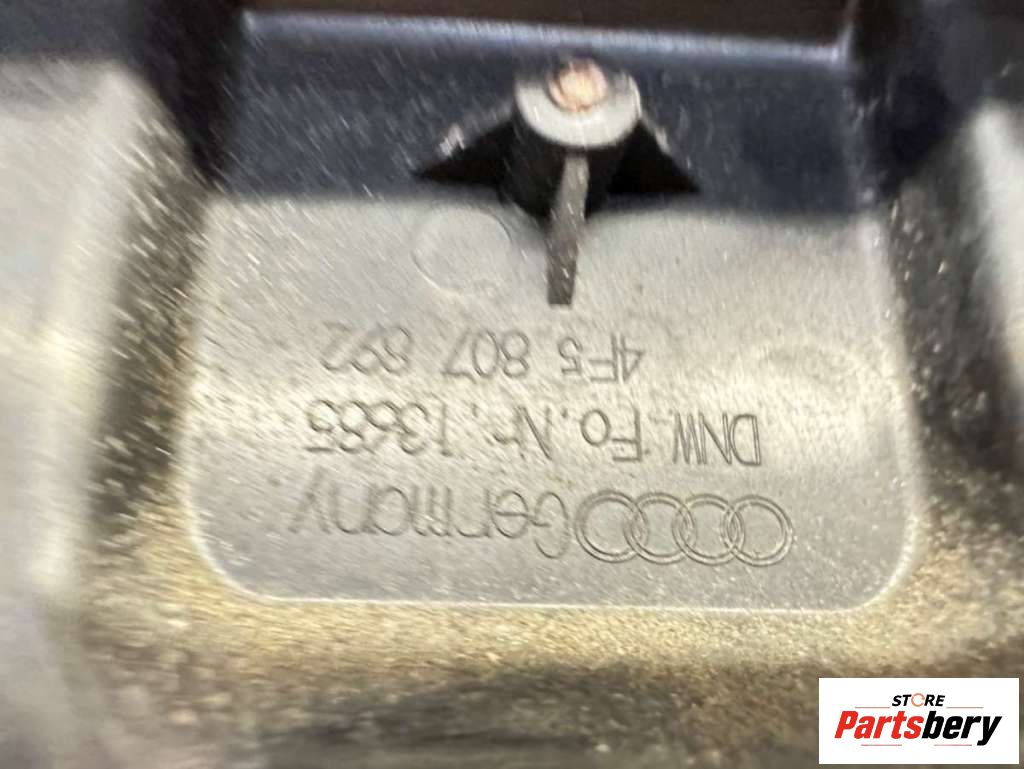 Germany.
DNW. Fo. Nr. 13685
4F5 807 892
STORE
Partsbery